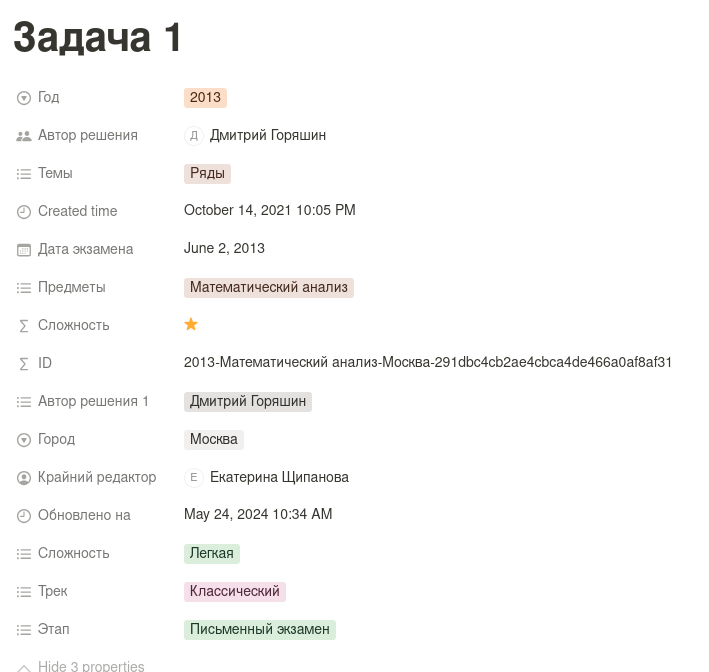 Задача 1
Год 2013
Автор решения Д Дмитрий Горяшин
Темы Ряды
Created time October 14, 2021 10:05 PM
Дата экзамена June 2, 2013
Предметы Математический анализ
Сложность
ID 2013-Математический анализ-Москва-291dbc4cb2ae4cbca4de466a0af8af31
Автор решения 1 Дмитрий Горяшин
Город Москва
Крайний редактор Е Екатерина Щипанова
Обновлено на May 24, 2024 10:34 AM
Сложность Легкая
Трек Классический
Этап Письменный экзамен
Hide 3 properties